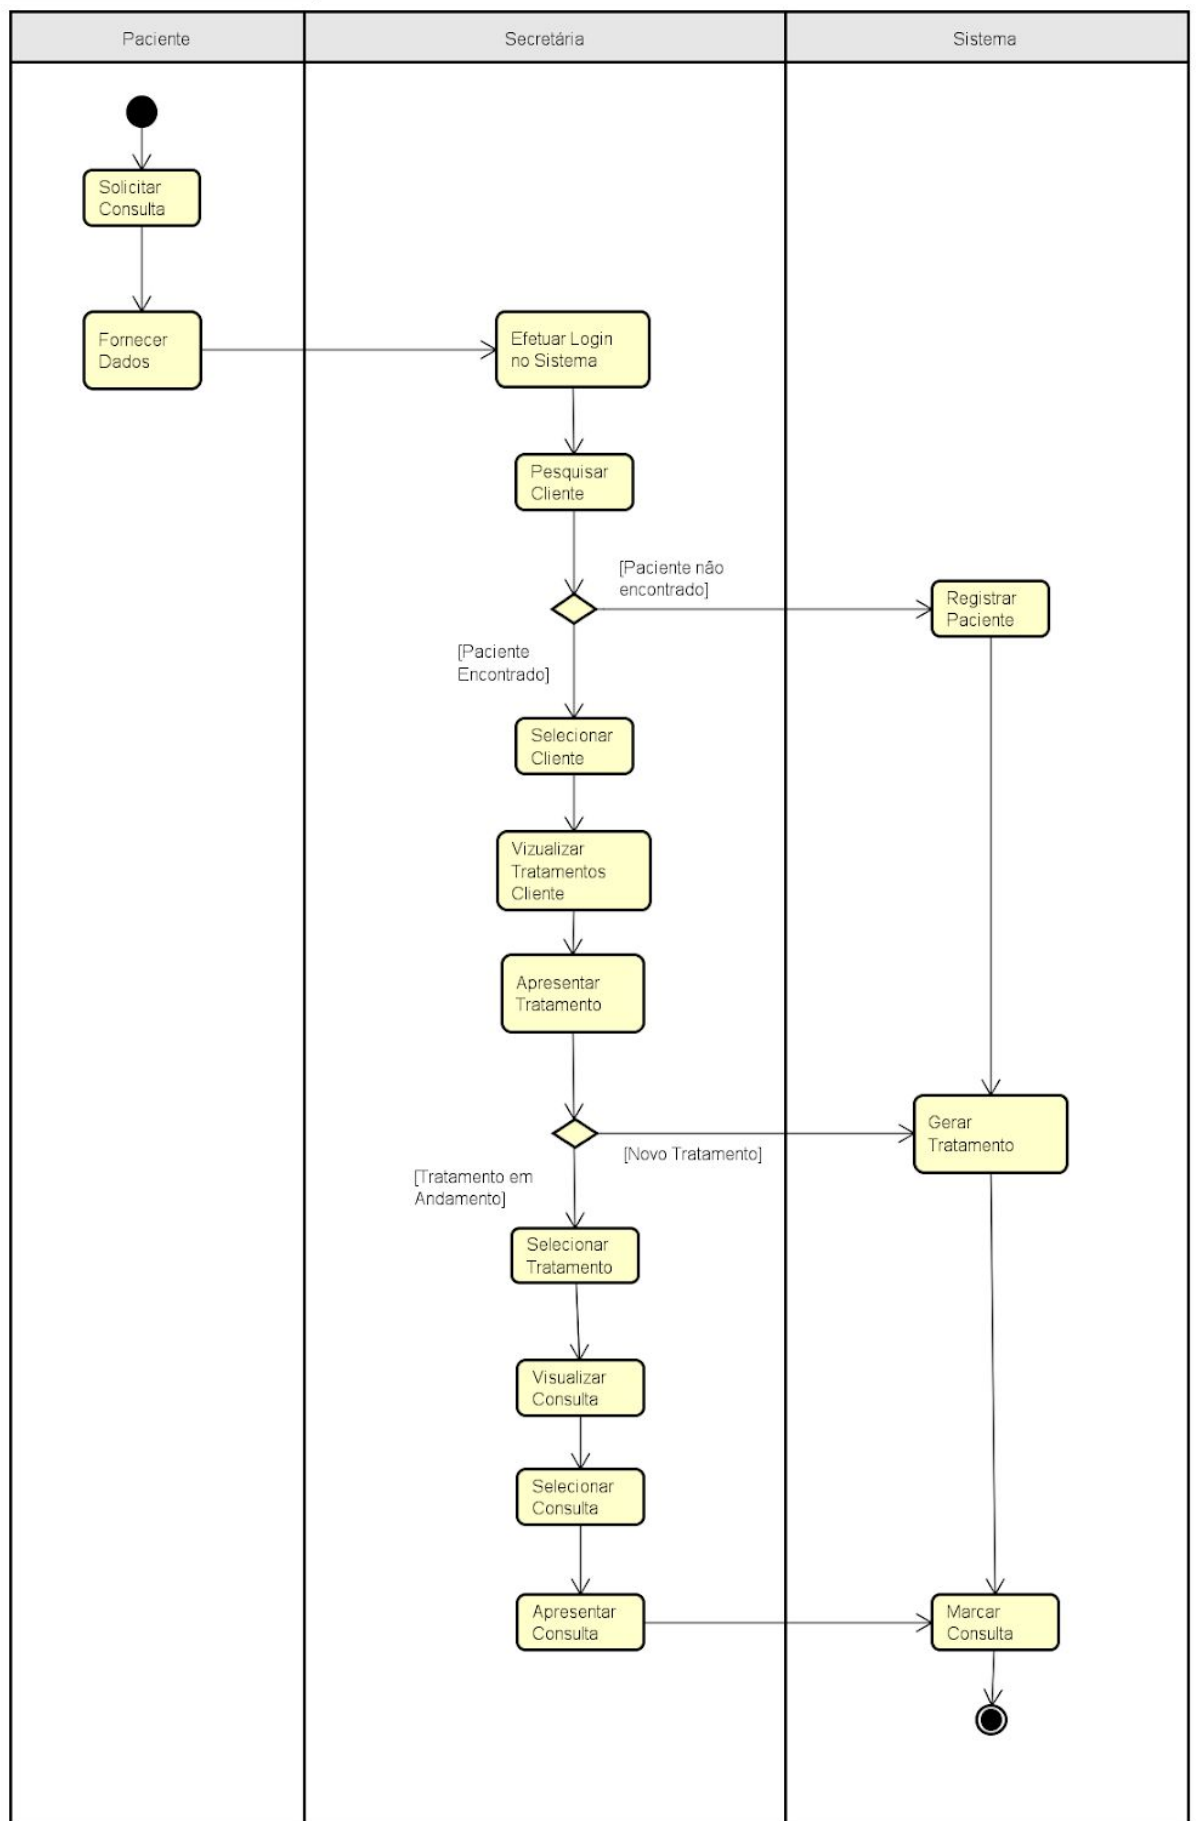 Paciente
Secretária
Sistema
Solicitar
Consulta
Fornecer
Dados
Efetuar Login
no Sistema
Pesquisar
Cliente
[Paciente não
encontrado]
Registrar
Paciente
[Paciente
Encontrado]
Selecionar
Cliente
Vizualizar
Tratamentos
Cliente
Apresentar
Tratamento
Gerar
Tratamento
[Novo Tratamento]
[Tratamento em
Andamento]
Selecionar
Tratamento
Visualizar
Consulta
Selecionar
Consulta
Apresentar
Consulta
Marcar
Consulta